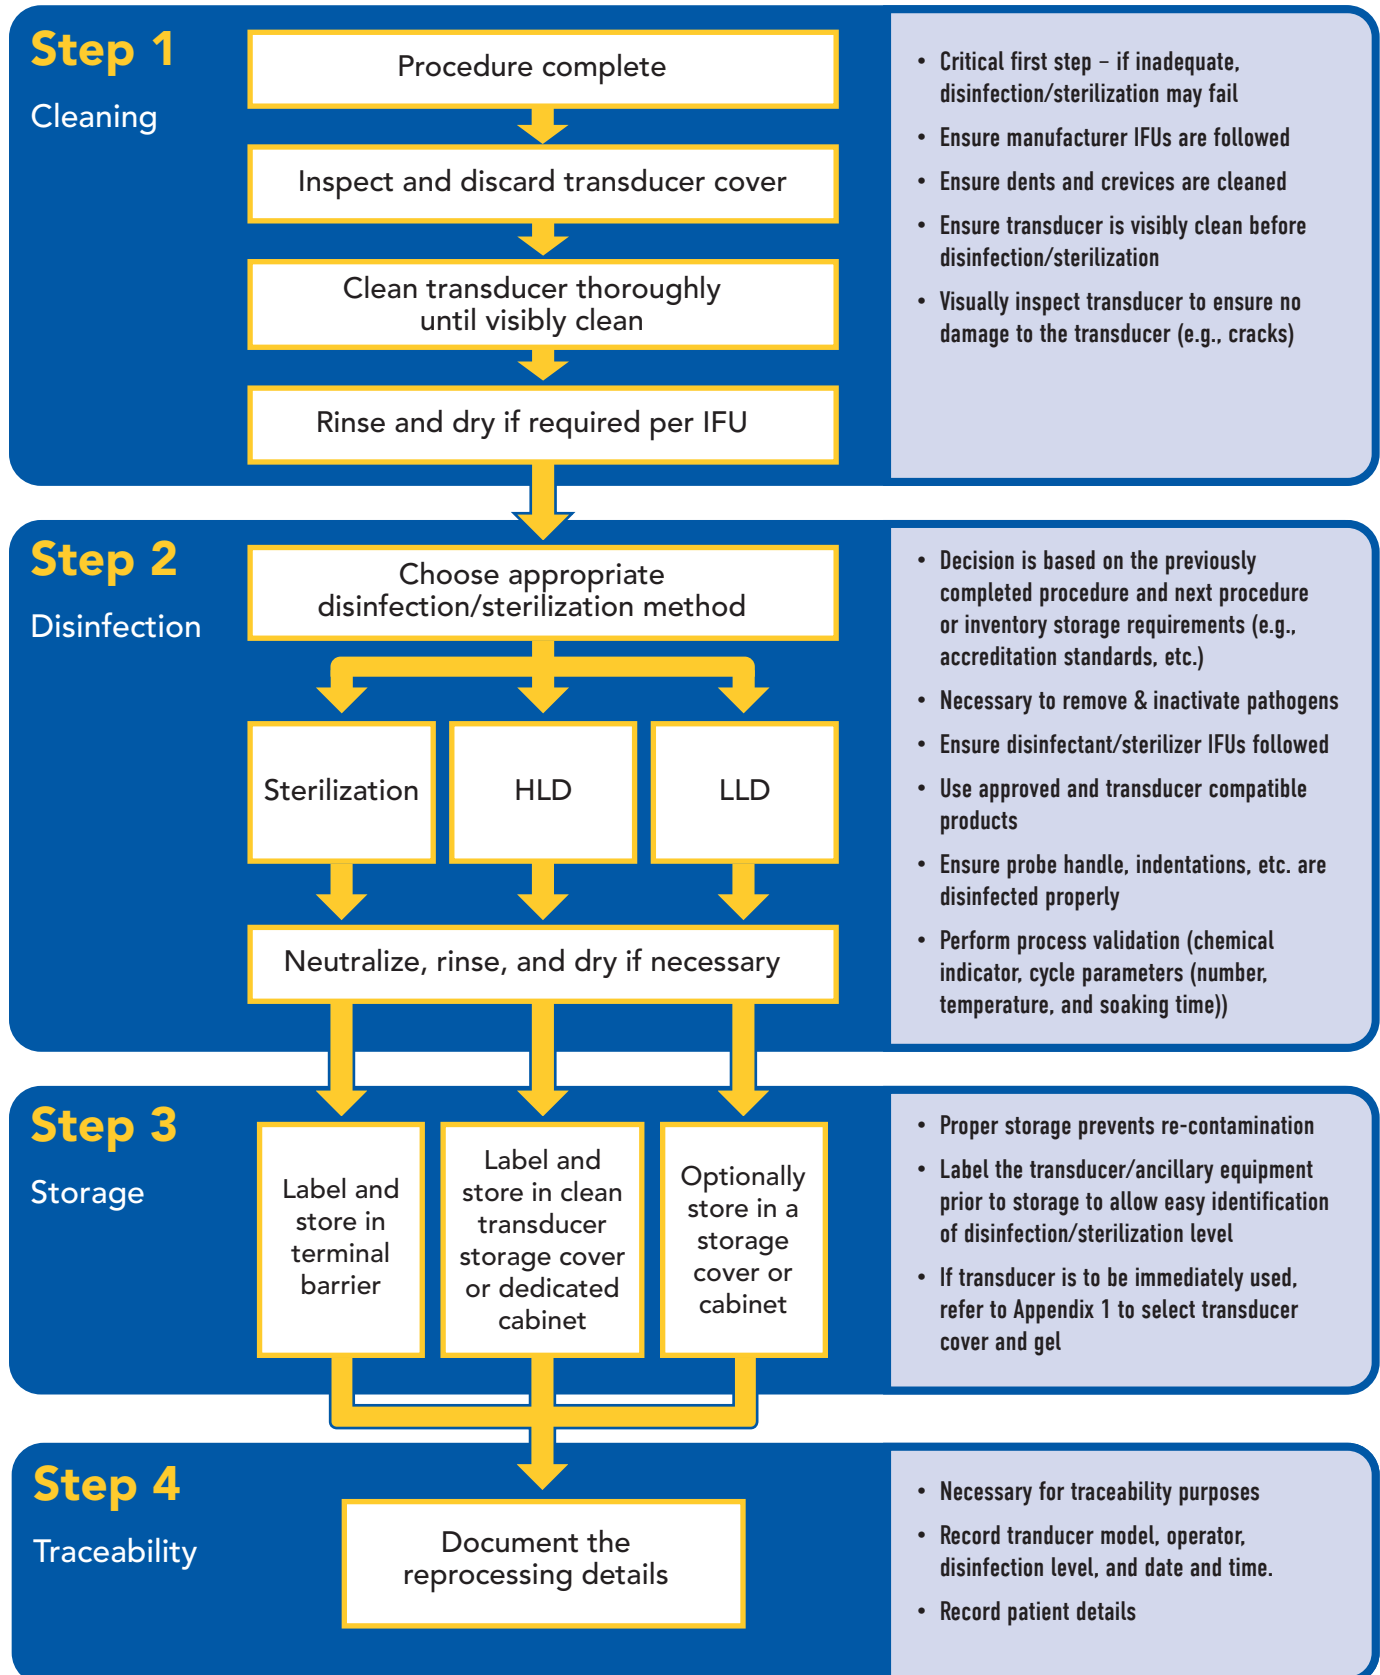 Step 1
Cleaning
Procedure complete
Inspect and discard transducer cover
Clean transducer thoroughly
until visibly clean
Rinse and dry if required per IFU
• Critical first step – if inadequate,
disinfection/sterilization may fail
• Ensure manufacturer IFUs are followed
• Ensure dents and crevices are cleaned
• Ensure transducer is visibly clean before
disinfection/sterilization
• Visually inspect transducer to ensure no
damage to the transducer (e.g., cracks)
Step 2
Disinfection
Choose appropriate
disinfection/sterilization method
Sterilization
HLD
LLD
Neutralize, rinse, and dry if necessary
• Decision is based on the previously
completed procedure and next procedure
or inventory storage requirements (e.g.,
accreditation standards, etc.)
• Necessary to remove & inactivate pathogens
• Ensure disinfectant/sterilizer IFUs followed
• Use approved and transducer compatible
products
• Ensure probe handle, indentations, etc. are
disinfected properly
• Perform process validation (chemical
indicator, cycle parameters (number,
temperature, and soaking time))
Step 3
Storage
Label and
store in
terminal
barrier
Label and
store in clean
transducer
storage cover
or dedicated
cabinet
Optionally
store in a
storage
cover or
cabinet
• Proper storage prevents re-contamination
• Label the transducer/ancillary equipment
prior to storage to allow easy identification
of disinfection/sterilization level
• If transducer is to be immediately used,
refer to Appendix 1 to select transducer
cover and gel
Step 4
Traceability
Document the
reprocessing details
• Necessary for traceability purposes
• Record tranducer model, operator,
disinfection level, and date and time.
• Record patient details